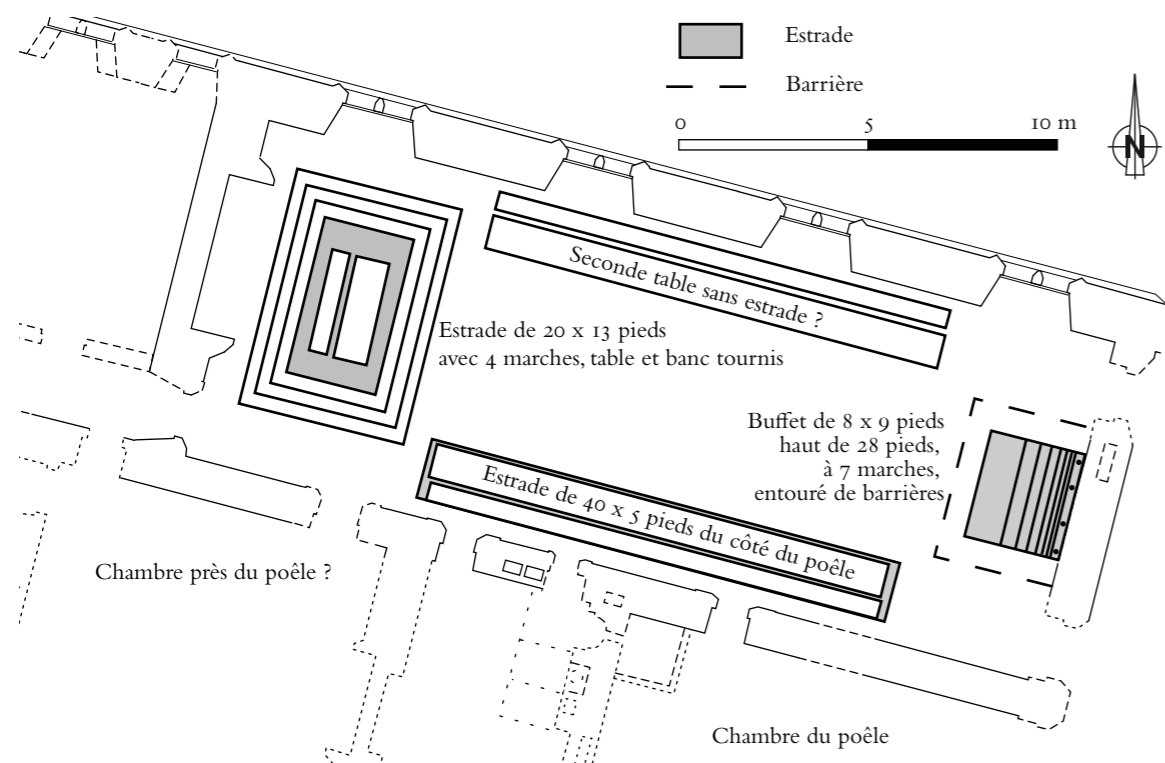 Estrade
Barrière
0 5 10 m
N
Seconde table sans estrade ?
Estrade de 20 x 13 pieds
avec 4 marches, table et banc tournis
Buffet de 8 x 9 pieds
haut de 28 pieds,
à 7 marches,
entouré de barrières
Estrade de 40 x 5 pieds du côté du poêle
Chambre près du poêle ?
Chambre du poêle